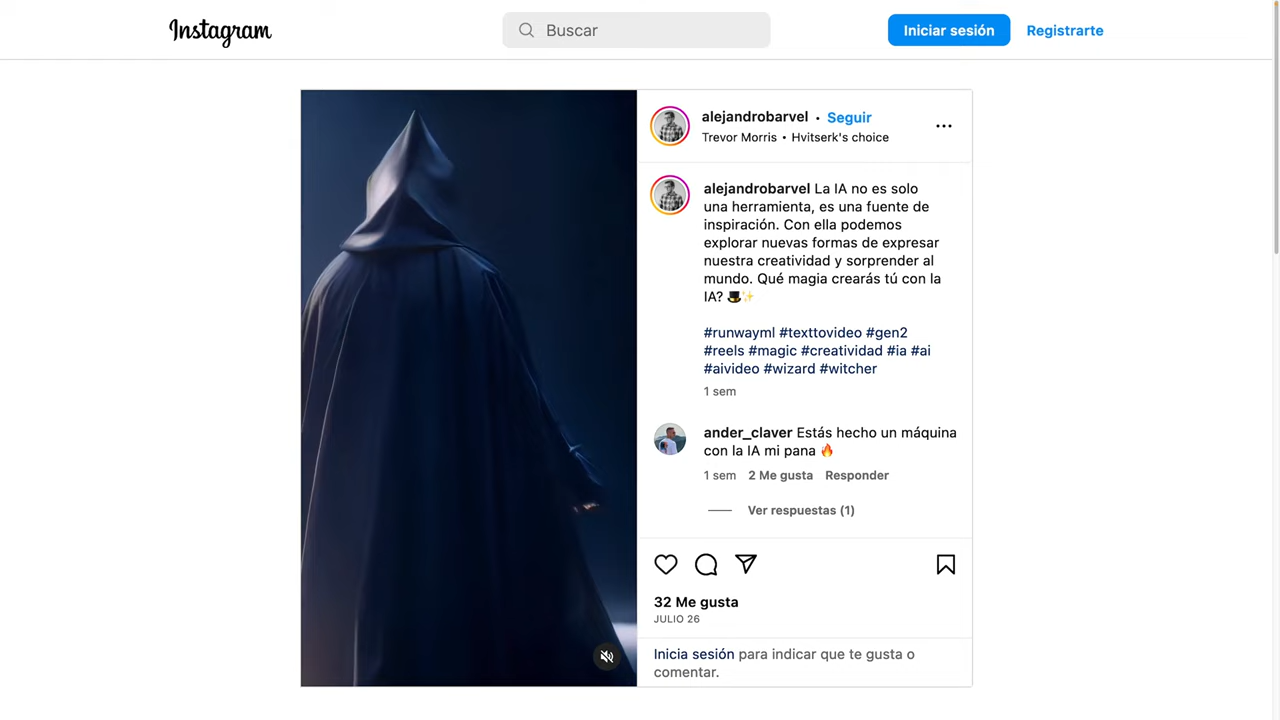 Instagram
Buscar
Iniciar sesión
Registrarte
alejandrobarvel • Seguir
Trevor Morris • Hvitserk's choice
alejandrobarvel La IA no es solo
una herramienta, es una fuente de
inspiración. Con ella podemos
explorar nuevas formas de expresar
nuestra creatividad y sorprender al
mundo. Qué magia crearás tú con la
IA? 🎩✨
#runwayml #texttovideo #gen2
#reels #magic #creatividad #ia #ai
#aivideo #wizard #witcher
1 sem
ander_claver Estás hecho un máquina
con la IA mi pana 🔥
1 sem 2 Me gusta Responder
Ver respuestas (1)
32 Me gusta
JULIO 26
Inicia sesión para indicar que te gusta o
comentar.